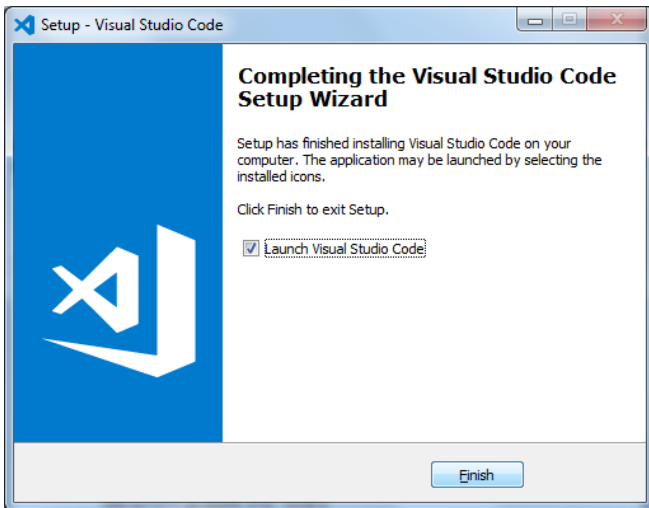 Setup - Visual Studio Code
Completing the Visual Studio Code
Setup Wizard
Setup has finished installing Visual Studio Code on your
computer. The application may be launched by selecting the
installed icons.
Click Finish to exit Setup.
Launch Visual Studio Code
Finish